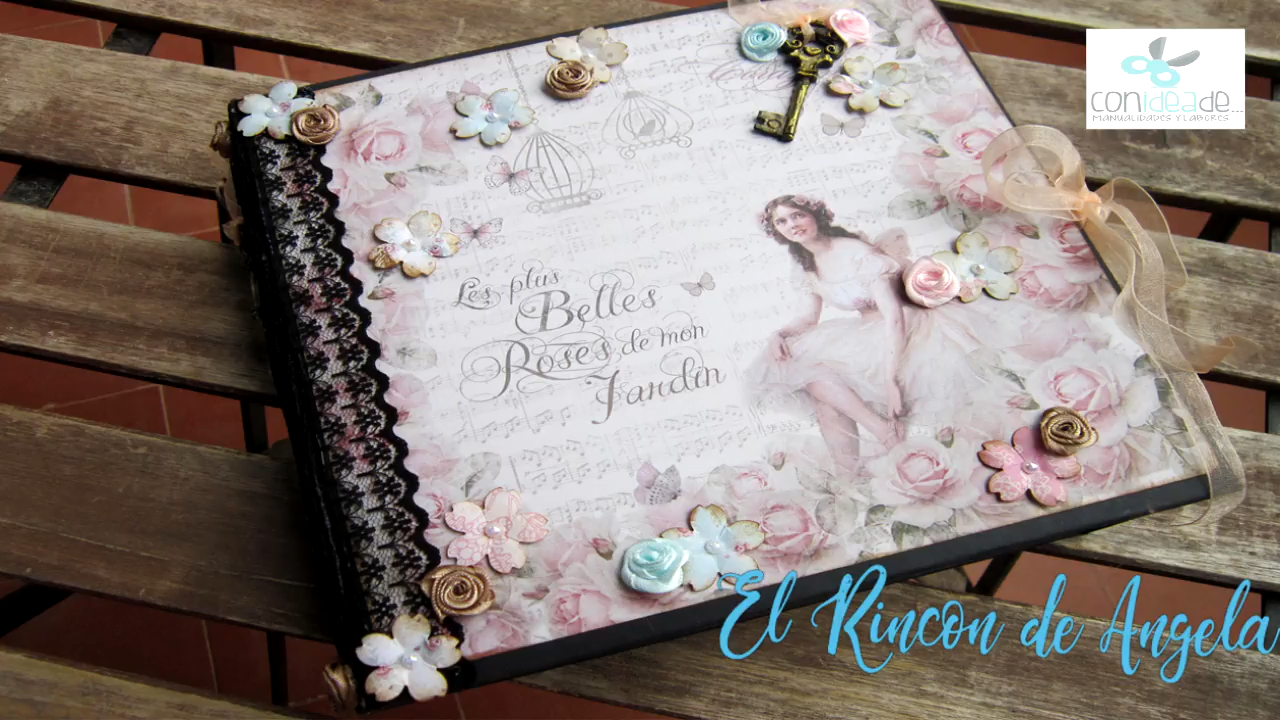 conideade...
MANUALIDADES Y LABORES
Les plus
Belles
Roses de mon
Jardin
El Rincon de Angela